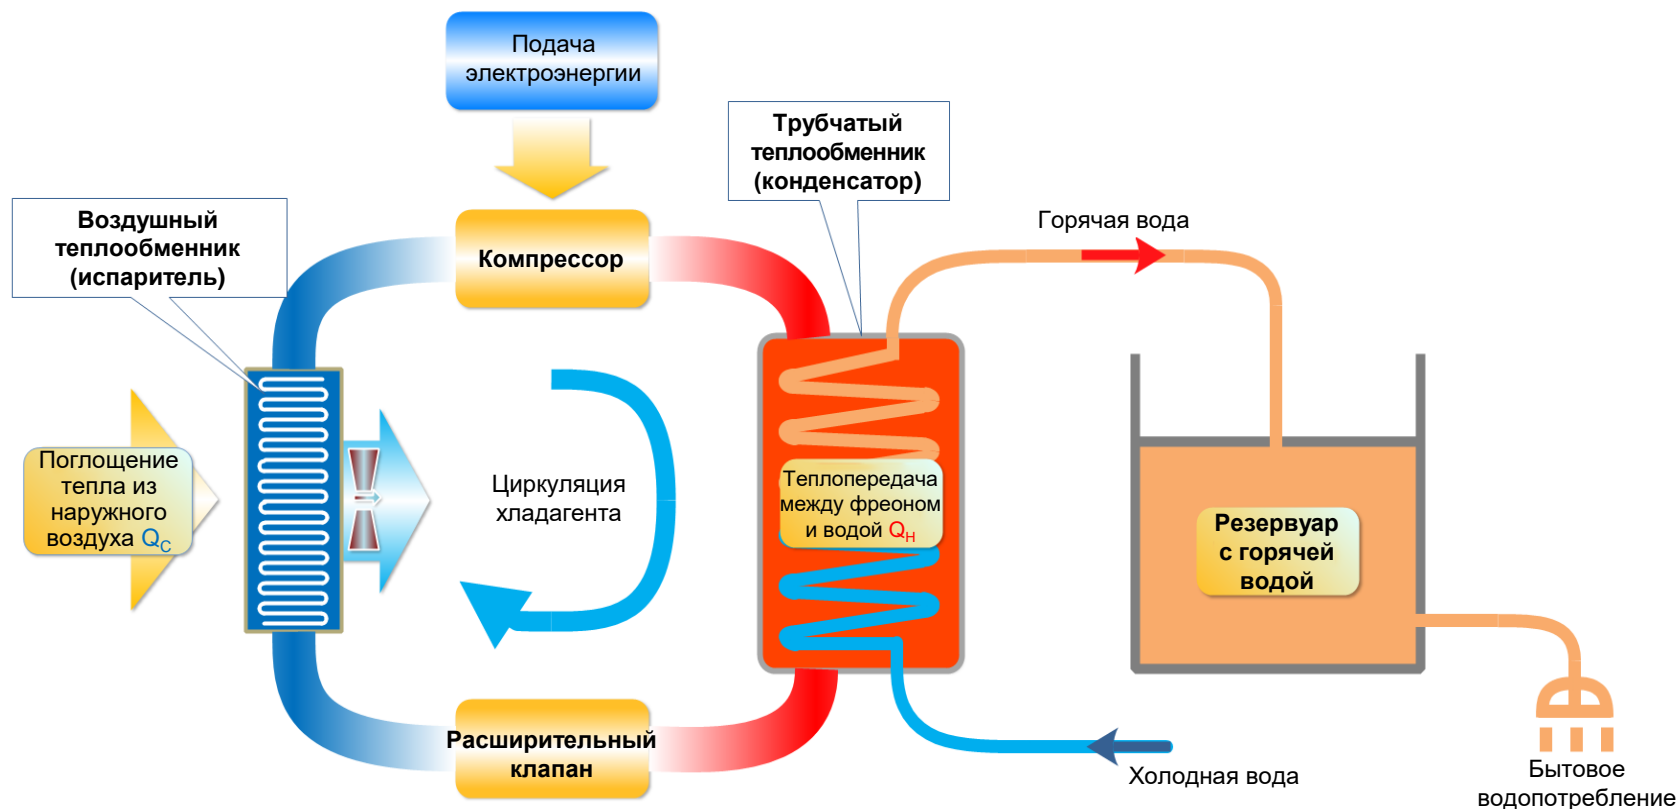 Подача
электроэнергии
Трубчатый
теплообменник
(конденсатор)
Воздушный
теплообменник
(испаритель)
Компрессор
Горячая вода
Поглощение
тепла из
наружного
воздуха QC
Циркуляция
хладагента
Теплопередача
между фреоном
и водой QH
Резервуар
с горячей
водой
Расширительный
клапан
Холодная вода
Бытовое
водопотребление